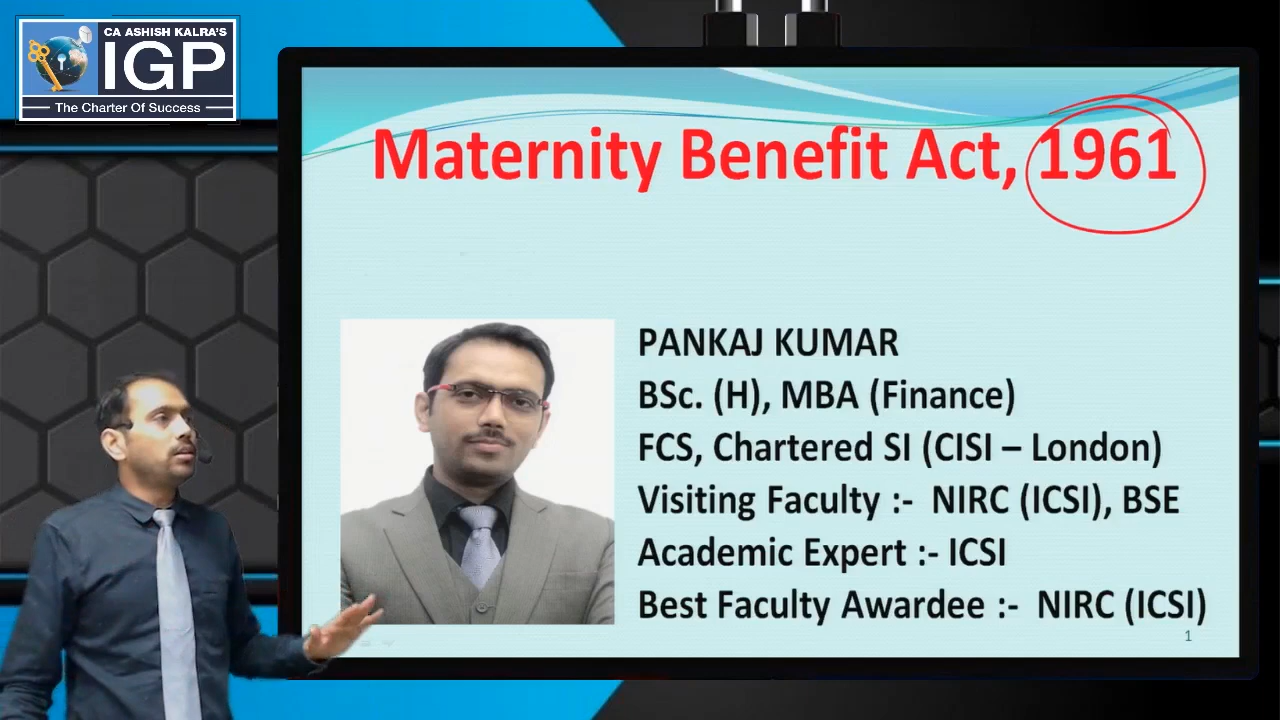 CA ASHISH KALRA'S
IGP
The Charter Of Success
Maternity Benefit Act, 1961
PANKAJ KUMAR
BSc. (H), MBA (Finance)
FCS, Chartered SI (CISI – London)
Visiting Faculty :- NIRC (ICSI), BSE
Academic Expert :- ICSI
Best Faculty Awardee :- NIRC (ICSI)
1